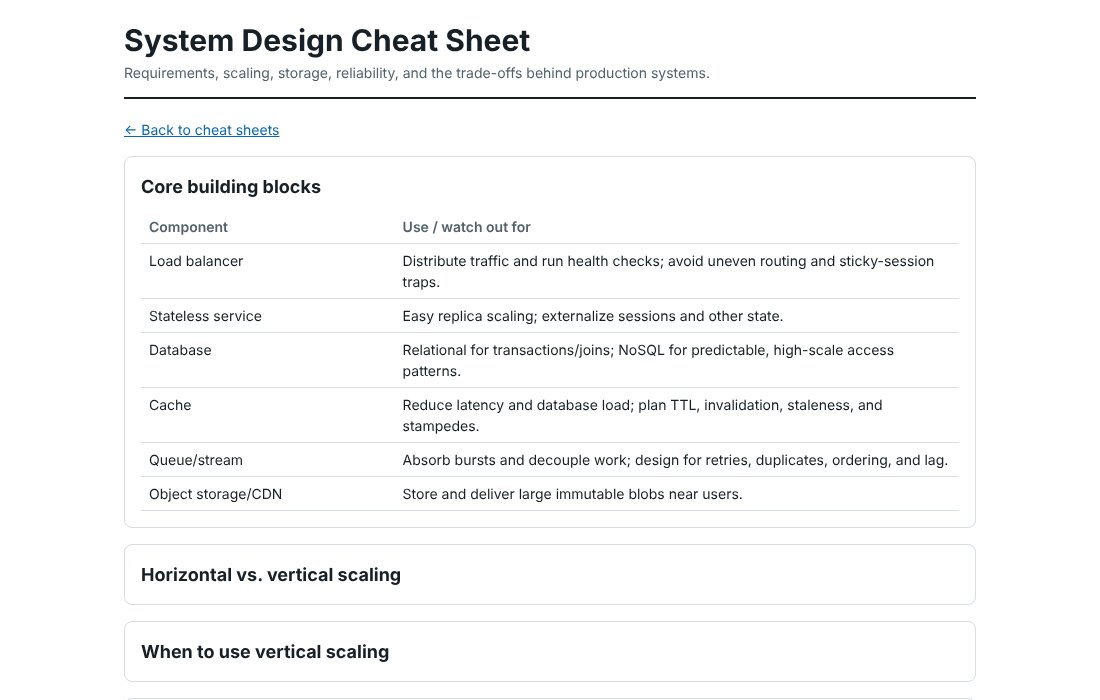 System Design Cheat Sheet
Requirements, scaling, storage, reliability, and the trade-offs behind production systems.
← Back to cheat sheets
Core building blocks
Component Use / watch out for
Load balancer Distribute traffic and run health checks; avoid uneven routing and sticky-session
traps.
Stateless service Easy replica scaling; externalize sessions and other state.
Database Relational for transactions/joins; NoSQL for predictable, high-scale access
patterns.
Cache Reduce latency and database load; plan TTL, invalidation, staleness, and
stampedes.
Queue/stream Absorb bursts and decouple work; design for retries, duplicates, ordering, and lag.
Object storage/CDN Store and deliver large immutable blobs near users.
Horizontal vs. vertical scaling
When to use vertical scaling